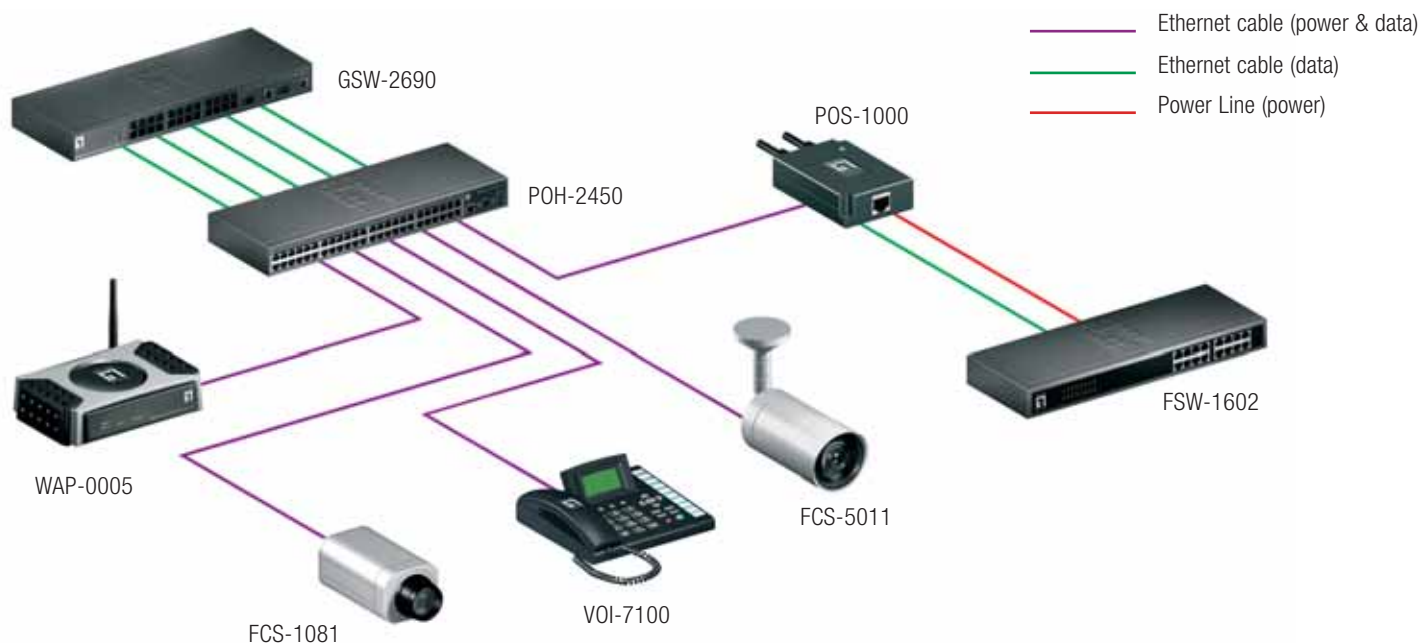 Ethernet cable (power & data)
Ethernet cable (data)
Power Line (power)
GSW-2690
POS-1000
POH-2450
FSW-1602
WAP-0005
FCS-5011
VOI-7100
FCS-1081